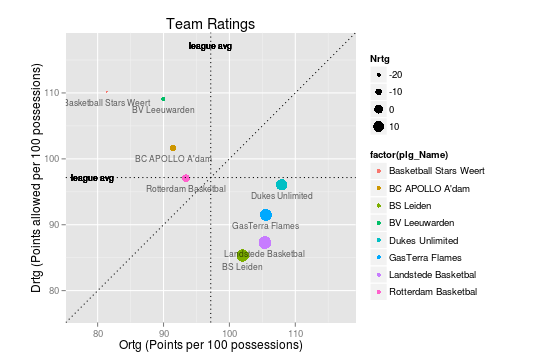 Team Ratings
league avg
110
100
90
80
Drtg (Points allowed per 100 possessions)
Basketball Stars Weert
BV Leeuwarden
BC APOLLO A'dam
league avg
Rotterdam Basketbal
Dukes Unlimited
GasTerra Flames
Landstede Basketbal
BS Leiden
80
90
100
110
Ortg (Points per 100 possessions)
Nrtg
-20
-10
0
10
factor(plg_Name)
Basketball Stars Weert
BC APOLLO A'dam
BS Leiden
BV Leeuwarden
Dukes Unlimited
GasTerra Flames
Landstede Basketbal
Rotterdam Basketbal